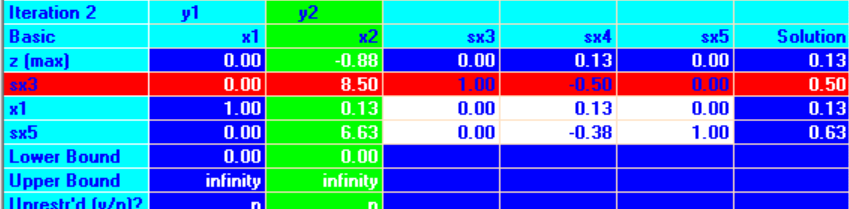 Iteration 2 y1 y2
Basic x1 x2 sx3 sx4 sx5 Solution
z (max) 0.00 -0.88 0.00 0.13 0.00 0.13
sx3 0.00 8.50 1.00 -0.50 0.00 0.50
x1 1.00 0.13 0.00 0.13 0.00 0.13
sx5 0.00 6.63 0.00 -0.38 1.00 0.63
Lower Bound 0.00 0.00
Upper Bound infinity infinity
Unrestr'd (y/n)? n n